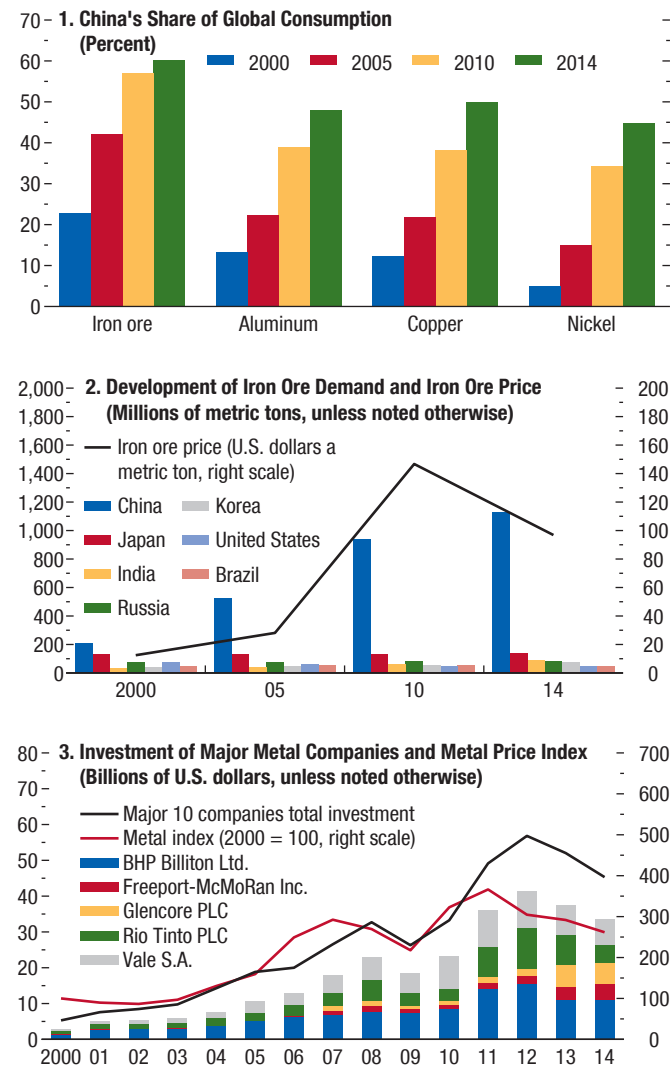 1. China's Share of Global Consumption
(Percent)
2000 2005 2010 2014
70
60
50
40
30
20
10
0
Iron ore Aluminum Copper Nickel
2. Development of Iron Ore Demand and Iron Ore Price
(Millions of metric tons, unless noted otherwise)
Iron ore price (U.S. dollars a
metric ton, right scale)
China Korea
Japan United States
India Brazil
Russia
2,000 200
1,800 180
1,600 160
1,400 140
1,200 120
1,000 100
800 80
600 60
400 40
200 20
0 0
2000 05 10 14
3. Investment of Major Metal Companies and Metal Price Index
(Billions of U.S. dollars, unless noted otherwise)
Major 10 companies total investment
Metal index (2000 = 100, right scale)
BHP Billiton Ltd.
Freeport-McMoRan Inc.
Glencore PLC
Rio Tinto PLC
Vale S.A.
80 700
70 600
60 500
50 400
40 300
30 200
20 100
10 0
0
2000 01 02 03 04 05 06 07 08 09 10 11 12 13 14